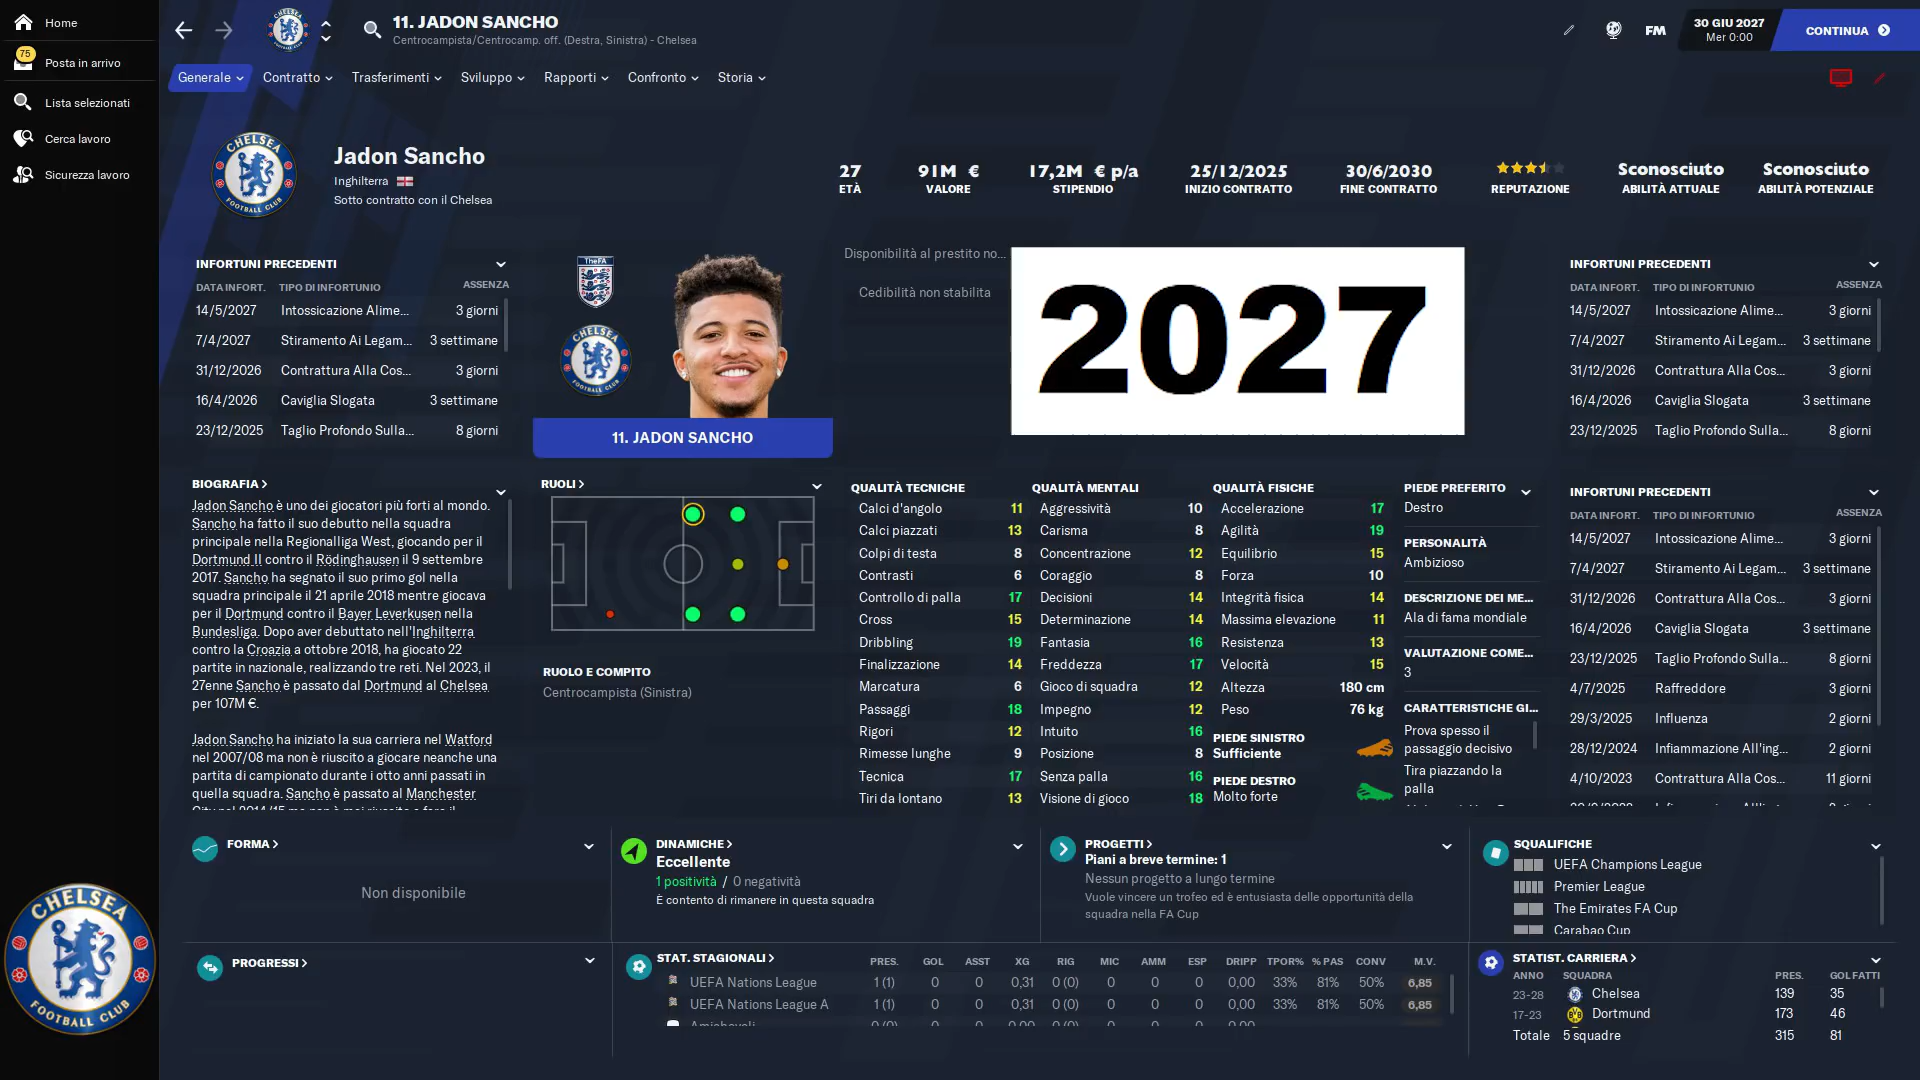 Home
75
Posta in arrivo
Lista selezionati
Cerca lavoro
Sicurezza lavoro
11. JADON SANCHO
Centrocampista/Centrocamp. off. (Destra, Sinistra) - Chelsea
FM
30 GIU 2027
Mer 0:00
CONTINUA
Generale
Contratto
Trasferimenti
Sviluppo
Rapporti
Confronto
Storia
CHELSEA
FOOTBALL CLUB
Jadon Sancho
Inghilterra
Sotto contratto con il Chelsea
27
ETÀ
91M €
VALORE
17,2M € p/a
STIPENDIO
25/12/2025
INIZIO CONTRATTO
30/6/2030
FINE CONTRATTO
REPUTAZIONE
Sconosciuto
ABILITÀ ATTUALE
Sconosciuto
ABILITÀ POTENZIALE
INFORTUNI PRECEDENTI
DATA INFORT. TIPO DI INFORTUNIO ASSENZA
14/5/2027 Intossicazione Alime... 3 giorni
7/4/2027 Stiramento Ai Legam... 3 settimane
31/12/2026 Contrattura Alla Cos... 3 giorni
16/4/2026 Caviglia Slogata 3 settimane
23/12/2025 Taglio Profondo Sulla... 8 giorni
TheFA
CHELSEA
FOOTBALL CLUB
11. JADON SANCHO
Disponibilità al prestito no...
Cedibilità non stabilita
2027
INFORTUNI PRECEDENTI
DATA INFORT. TIPO DI INFORTUNIO ASSENZA
14/5/2027 Intossicazione Alime... 3 giorni
7/4/2027 Stiramento Ai Legam... 3 settimane
31/12/2026 Contrattura Alla Cos... 3 giorni
16/4/2026 Caviglia Slogata 3 settimane
23/12/2025 Taglio Profondo Sulla... 8 giorni
BIOGRAFIA
Jadon Sancho è uno dei giocatori più forti al mondo.
Sancho ha fatto il suo debutto nella squadra
principale nella Regionalliga West, giocando per il
Dortmund II contro il Rödinghausen il 9 settembre
2017. Sancho ha segnato il suo primo gol nella
squadra principale il 21 aprile 2018 mentre giocava
per il Dortmund contro il Bayer Leverkusen nella
Bundesliga. Dopo aver debuttato nell'Inghilterra
contro la Croazia a ottobre 2018, ha giocato 22
partite in nazionale, realizzando tre reti. Nel 2023, il
27enne Sancho è passato dal Dortmund al Chelsea
per 107M €.
Jadon Sancho ha iniziato la sua carriera nel Watford
nel 2007/08 ma non è riuscito a giocare neanche una
partita di campionato durante i otto anni passati in
quella squadra. Sancho è passato al Manchester
RUOLI
RUOLO E COMPITO
Centrocampista (Sinistra)
QUALITÀ TECNICHE
Calci d'angolo 11
Calci piazzati 13
Colpi di testa 8
Contrasti 6
Controllo di palla 17
Cross 15
Dribbling 19
Finalizzazione 14
Marcatura 6
Passaggi 18
Rigori 12
Rimesse lunghe 9
Tecnica 17
Tiri da lontano 13
QUALITÀ MENTALI
Aggressività 10
Carisma 8
Concentrazione 12
Coraggio 8
Decisioni 14
Determinazione 14
Fantasia 16
Freddezza 17
Gioco di squadra 12
Impegno 12
Intuito 16
Posizione 8
Senza palla 16
Visione di gioco 18
QUALITÀ FISICHE
Accelerazione 17
Agilità 19
Equilibrio 15
Forza 10
Integrità fisica 14
Massima elevazione 11
Resistenza 13
Velocità 15
Altezza 180 cm
Peso 76 kg
PIEDE SINISTRO
Sufficiente
PIEDE DESTRO
Molto forte
PIEDE PREFERITO
Destro
PERSONALITÀ
Ambizioso
DESCRIZIONE DEI ME...
Ala di fama mondiale
VALUTAZIONE COME...
3
CARATTERISTICHE GI...
Prova spesso il
passaggio decisivo
Tira piazzando la
palla
INFORTUNI PRECEDENTI
DATA INFORT. TIPO DI INFORTUNIO ASSENZA
14/5/2027 Intossicazione Alime... 3 giorni
7/4/2027 Stiramento Ai Legam... 3 settimane
31/12/2026 Contrattura Alla Cos... 3 giorni
16/4/2026 Caviglia Slogata 3 settimane
23/12/2025 Taglio Profondo Sulla... 8 giorni
4/7/2025 Raffreddore 3 giorni
29/3/2025 Influenza 2 giorni
28/12/2024 Infiammazione All'ing... 2 giorni
4/10/2023 Contrattura Alla Cos... 11 giorni
FORMA
Non disponibile
DINAMICHE
Eccellente
1 positività / 0 negatività
È contento di rimanere in questa squadra
PROGETTI
Piani a breve termine: 1
Nessun progetto a lungo termine
Vuole vincere un trofeo ed è entusiasta delle opportunità della
squadra nella FA Cup
SQUALIFICHE
UEFA Champions League
Premier League
The Emirates FA Cup
Carabao Cup
CHELSEA
FOOTBALL CLUB
PROGRESSI
STAT. STAGIONALI PRES. GOL ASST XG RIG MIC AMM ESP DRIPP TPOR% % PAS CONV M.V.
UEFA Nations League 1 (1) 0 0 0,31 0 (0) 0 0 0 0,00 33% 81% 50% 6,85
UEFA Nations League A 1 (1) 0 0 0,31 0 (0) 0 0 0 0,00 33% 81% 50% 6,85
STATIST. CARRIERA
ANNO SQUADRA PRES. GOL FATTI
23-28 Chelsea 139 35
17-23 Dortmund 173 46
Totale 5 squadre 315 81